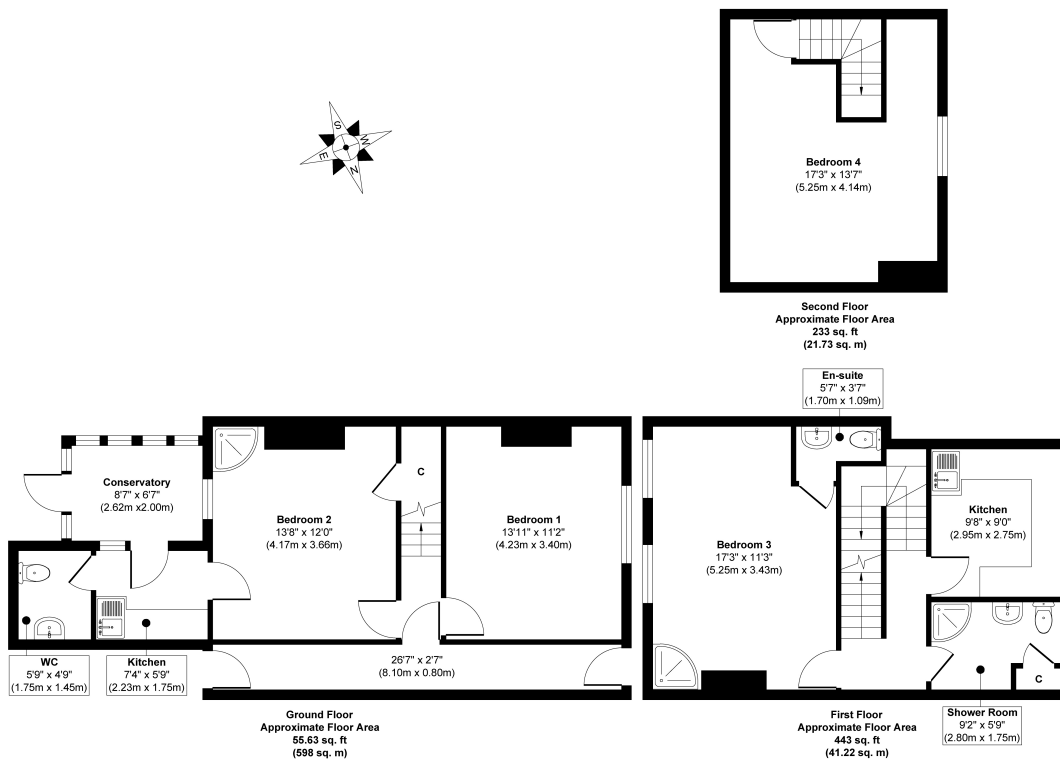 S
W
E
N
Bedroom 4
17'3" x 13'7"
(5.25m x 4.14m)
Second Floor
Approximate Floor Area
233 sq. ft
(21.73 sq. m)
En-suite
5'7" x 3'7"
(1.70m x 1.09m)
Conservatory
8'7" x 6'7"
(2.62m x2.00m)
Bedroom 2
13'8" x 12'0"
(4.17m x 3.66m)
C
Bedroom 1
13'11" x 11'2"
(4.23m x 3.40m)
Bedroom 3
17'3" x 11'3"
(5.25m x 3.43m)
Kitchen
9'8" x 9'0"
(2.95m x 2.75m)
WC
5'9" x 4'9"
(1.75m x 1.45m)
Kitchen
7'4" x 5'9"
(2.23m x 1.75m)
26'7" x 2'7"
(8.10m x 0.80m)
C
Shower Room
9'2" x 5'9"
(2.80m x 1.75m)
Ground Floor
Approximate Floor Area
55.63 sq. ft
(598 sq. m)
First Floor
Approximate Floor Area
443 sq. ft
(41.22 sq. m)